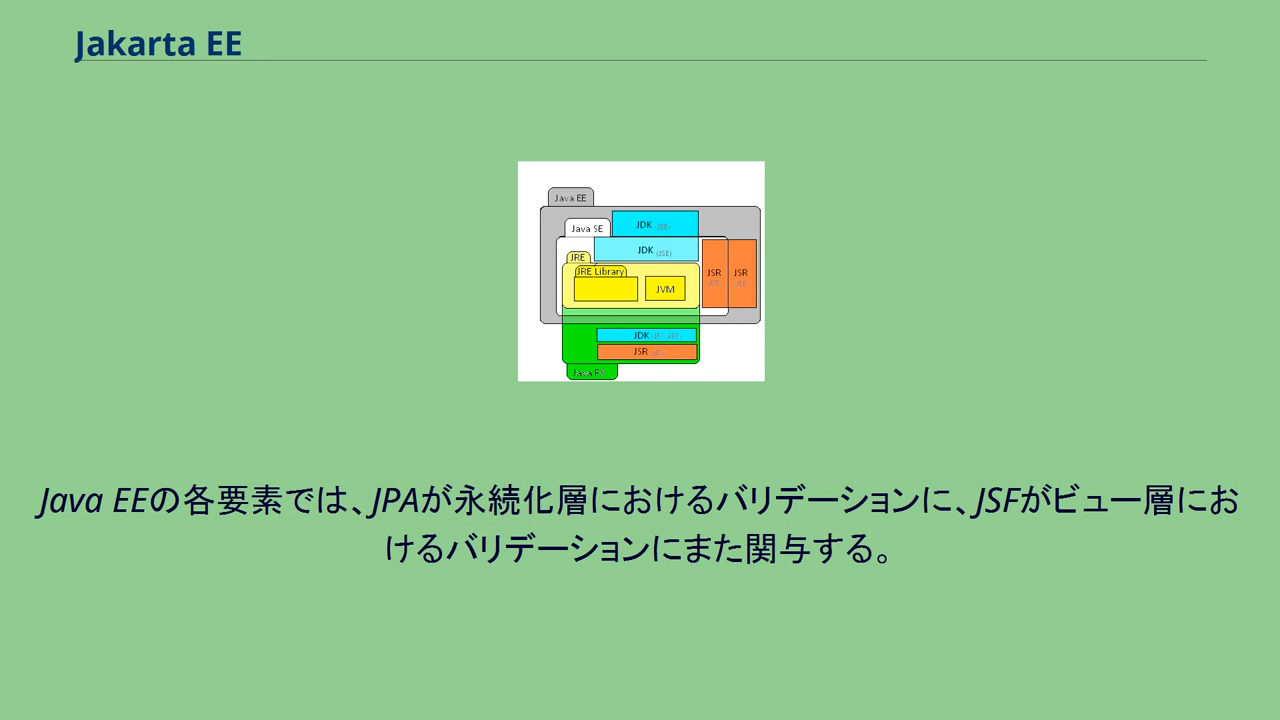 Jakarta EE
Java EE
JDK (JEE)
Java SE
JDK (JSE)
JRE
JRE Library
JVM
JSR
JSR
JDK
JSR
Java FX
Java EEの各要素では、JPAが永続化層におけるバリデーションに、JSFがビュー層にお
けるバリデーションにまた関与する。